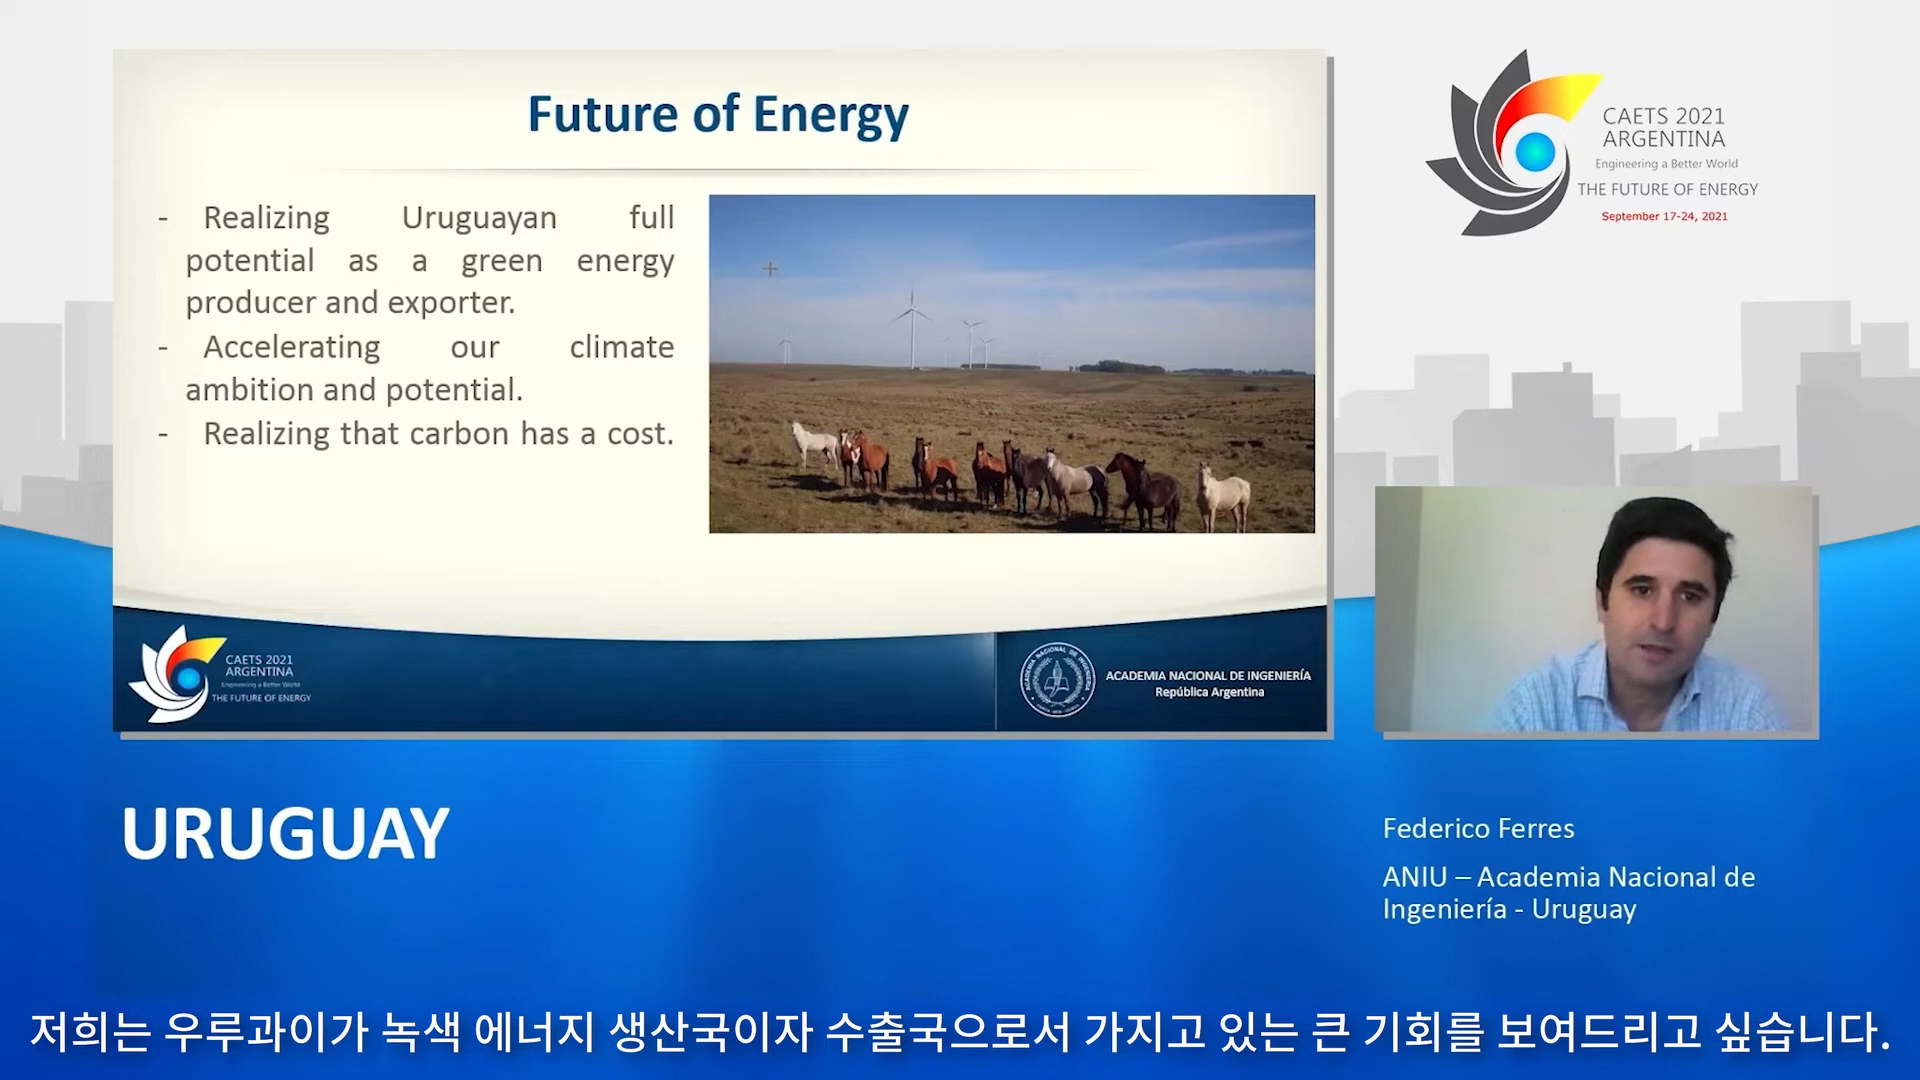 Future of Energy
- Realizing Uruguayan full
potential as a green energy
producer and exporter.
- Accelerating our climate
ambition and potential.
- Realizing that carbon has a cost.
CAETS 2021
ARGENTINA
Engineering a Better World
THE FUTURE OF ENERGY
September 17-24, 2021
CAETS 2021
ARGENTINA
Engineering a Better World
THE FUTURE OF ENERGY
ACADEMIA NACIONAL DE INGENIERÍA
República Argentina
URUGUAY
Federico Ferres
ANIU – Academia Nacional de
Ingeniería - Uruguay
저희는 우루과이가 녹색 에너지 생산국이자 수출국으로서 가지고 있는 큰 기회를 보여드리고 싶습니다.